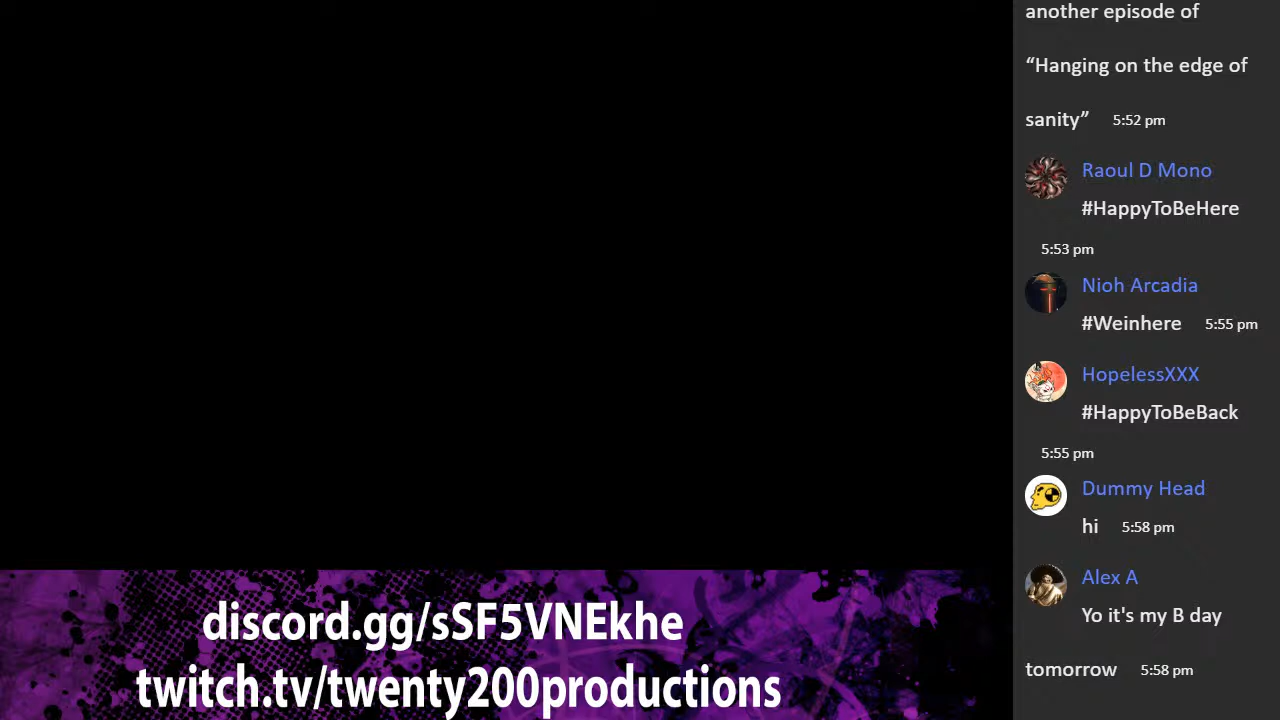 another episode of
“Hanging on the edge of
sanity” 5:52 pm
Raoul D Mono
#HappyToBeHere
5:53 pm
Nioh Arcadia
#Weinhere 5:55 pm
HopelessXXX
#HappyToBeBack
5:55 pm
Dummy Head
hi 5:58 pm
Alex A
Yo it's my B day
tomorrow 5:58 pm
discord.gg/sSF5VNEkhe
twitch.tv/twenty200productions